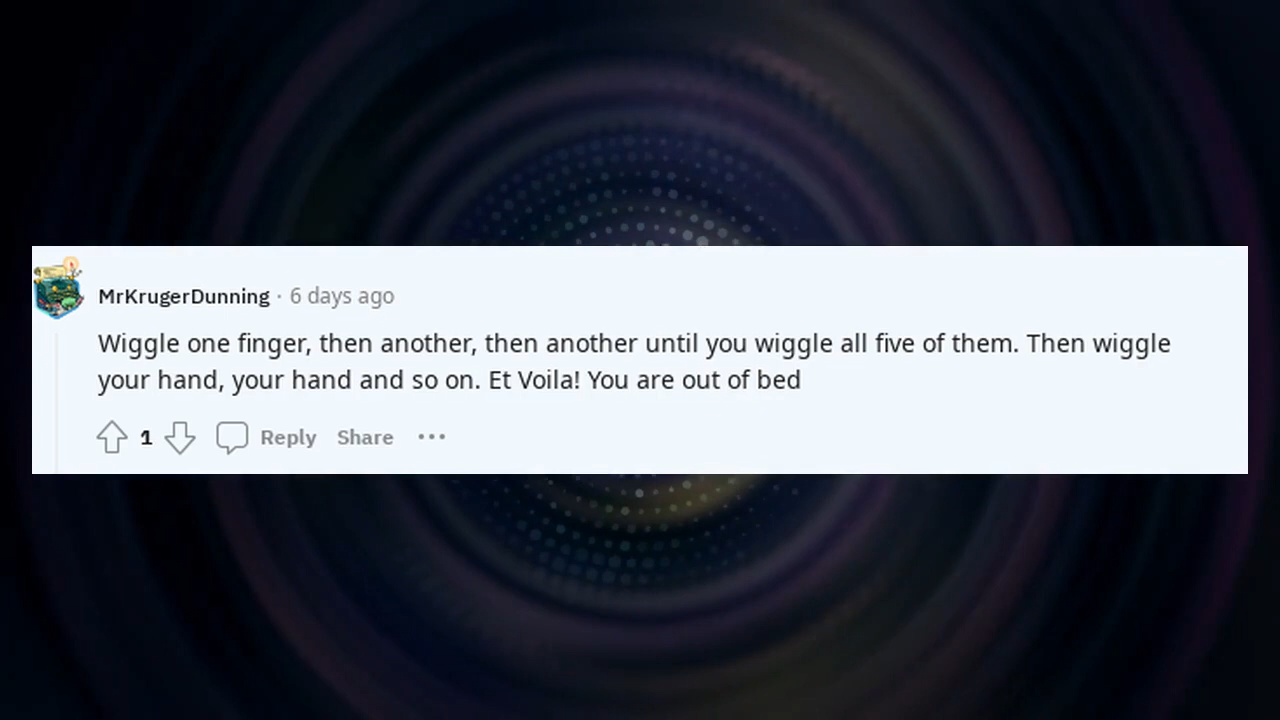 MrKrugerDunning · 6 days ago
Wiggle one finger, then another, then another until you wiggle all five of them. Then wiggle
your hand, your hand and so on. Et Voila! You are out of bed
1 Reply Share ···